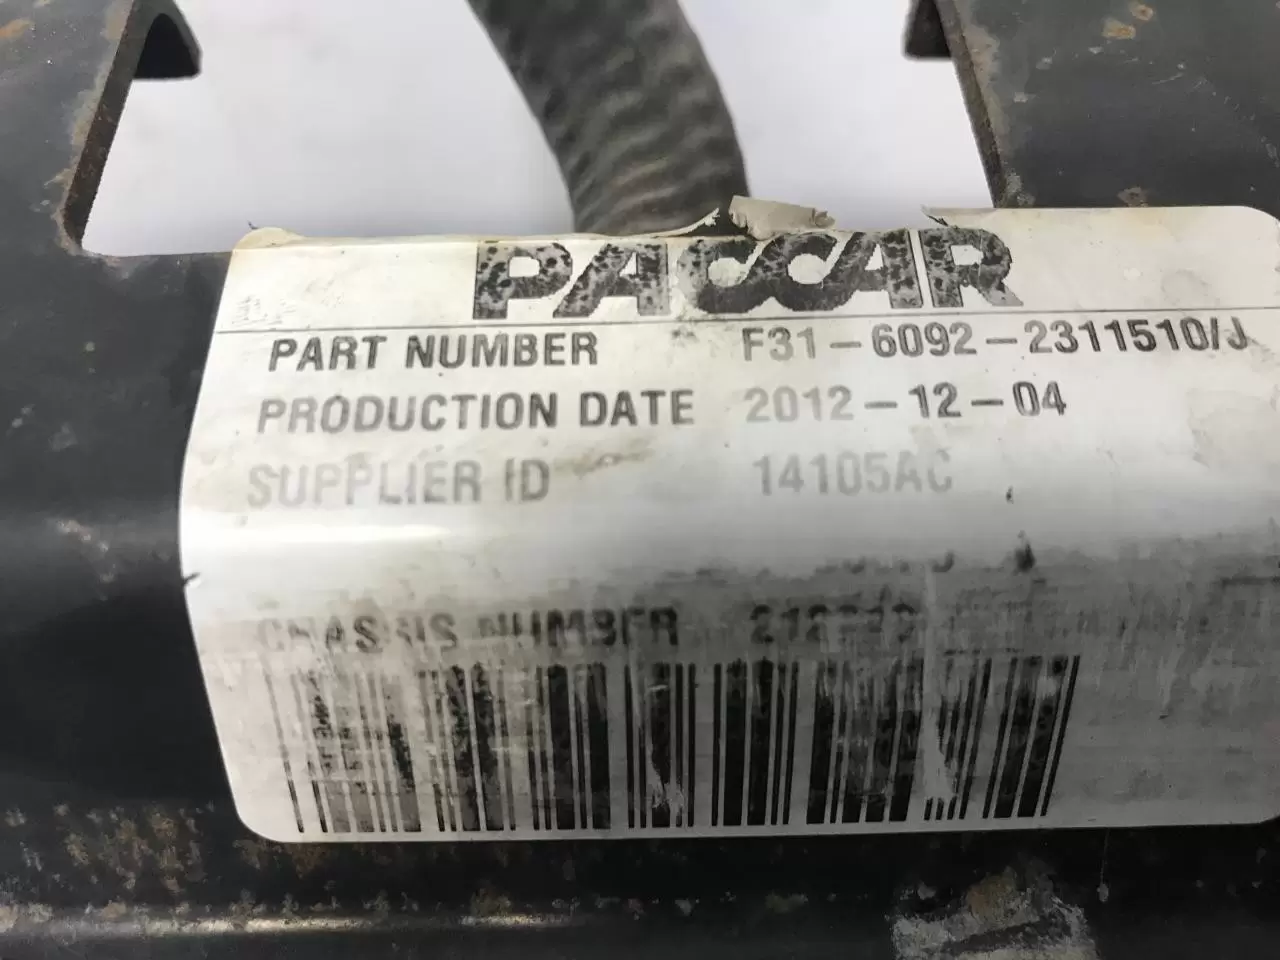 PACCAR
PART NUMBER F31-6092-2311510/J
PRODUCTION DATE 2012-12-04
SUPPLIER ID 14105AC
CHASSIS NUMBER